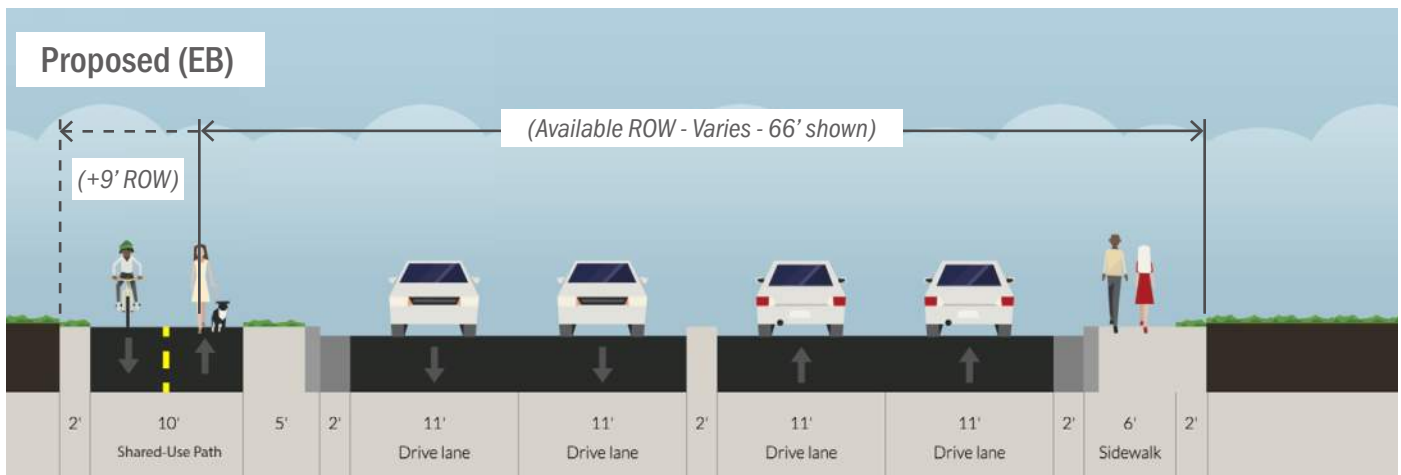 Proposed (EB)
(Available ROW - Varies - 66’ shown)
(+9’ ROW)
2' 10' 5' 2' 11' 11' 2' 11' 11' 2' 6' 2'
Shared-Use Path Drive lane Drive lane Drive lane Drive lane Sidewalk